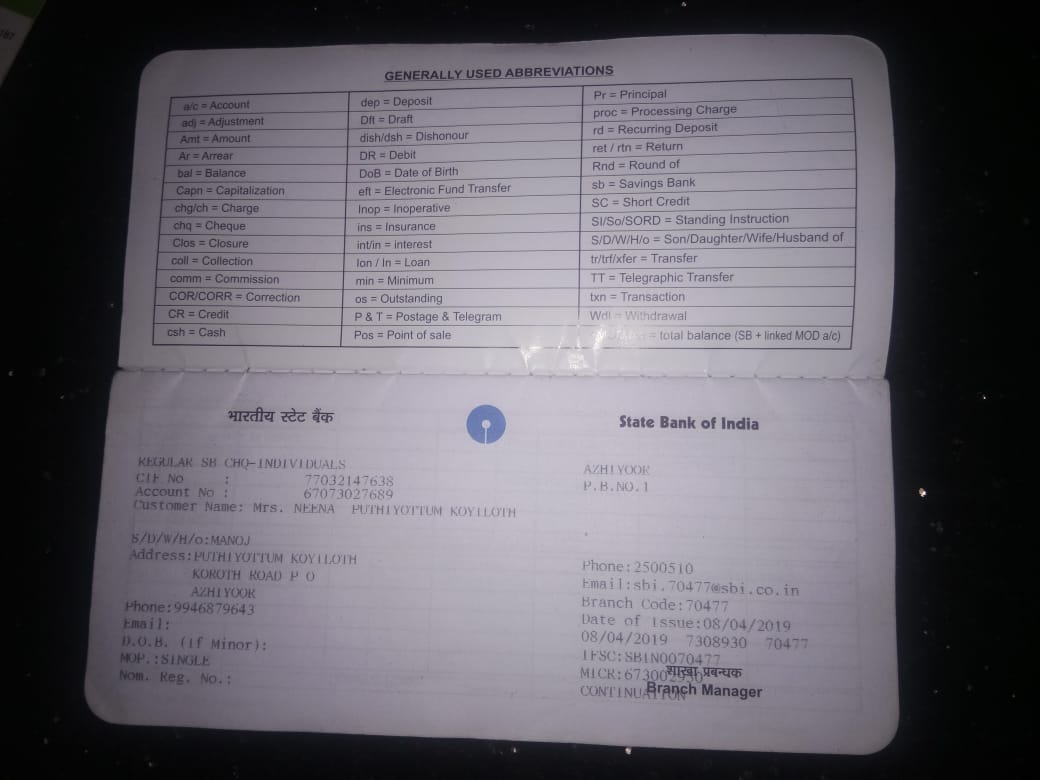 GENERALLY USED ABBREVIATIONS
a/c = Account
adj = Adjustment
Amt = Amount
Ar = Arrear
bal = Balance
Capn = Capitalization
chg/ch = Charge
chq = Cheque
Clos = Closure
coll = Collection
comm = Commission
COR/CORR = Correction
CR = Credit
csh = Cash
dep = Deposit
Dft = Draft
dish/dsh = Dishonour
DR = Debit
DoB = Date of Birth
eft = Electronic Fund Transfer
Inop = Inoperative
ins = Insurance
int/in = interest
lon / ln = Loan
min = Minimum
os = Outstanding
P & T = Postage & Telegram
Pos = Point of sale
Pr = Principal
proc = Processing Charge
rd = Recurring Deposit
ret / rtn = Return
Rnd = Round of
sb = Savings Bank
SC = Short Credit
SI/So/SORD = Standing Instruction
S/D/W/H/o = Son/Daughter/Wife/Husband of
tr/trf/xfer = Transfer
TT = Telegraphic Transfer
txn = Transaction
Wdl = Withdrawal
= total balance (SB + linked MOD a/c)
भारतीय स्टेट बैंक
State Bank of India
REGULAR SB CHQ-INDIVIDUALS
CIF No : 77032147638
Account No : 67073027689
Customer Name: Mrs. NEENA PUTHIYOTTUM KOYILOTH
S/D/W/H/o:MANOJ
Address:PUTHIYOTTUM KOYILOTH
KOROTH ROAD P O
AZHIYOOR
Phone:9946879643
Email:
D.O.B. (if Minor):
MOP.:SINGLE
Nom. Reg. No.:
AZHIYOOR
P.B.NO.1
Phone:2500510
Email:sbi.70477@sbi.co.in
Branch Code:70477
Date of Issue:08/04/2019
08/04/2019 7308930 70477
IFSC:SBIN0070477
शाखा प्रबन्धक
MICR:673002930
CONTINUATION
Branch Manager